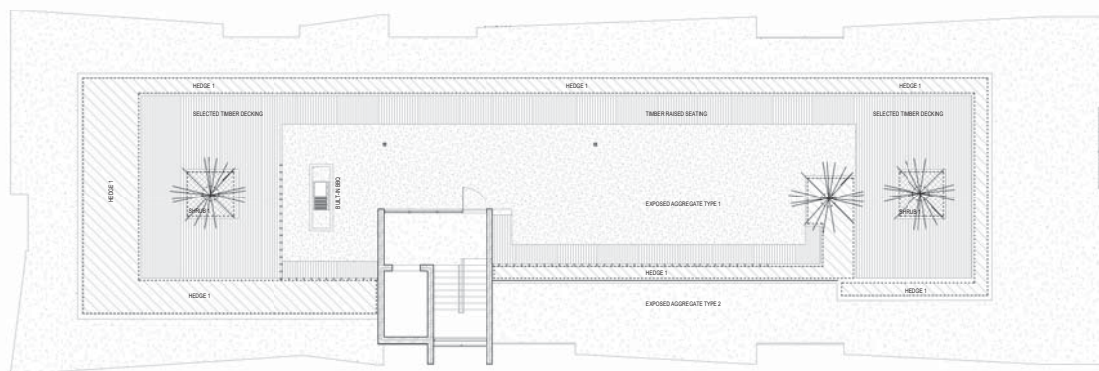 HEDGE 1
HEDGE 1
HEDGE 1
SELECTED TIMBER DECKING
TIMBER RAISED SEATING
SELECTED TIMBER DECKING
HEDGE 1
BUILT-IN BBQ
SHRUB 1
EXPOSED AGGREGATE TYPE 1
SHRUB 1
HEDGE 1
HEDGE 1
HEDGE 1
EXPOSED AGGREGATE TYPE 2